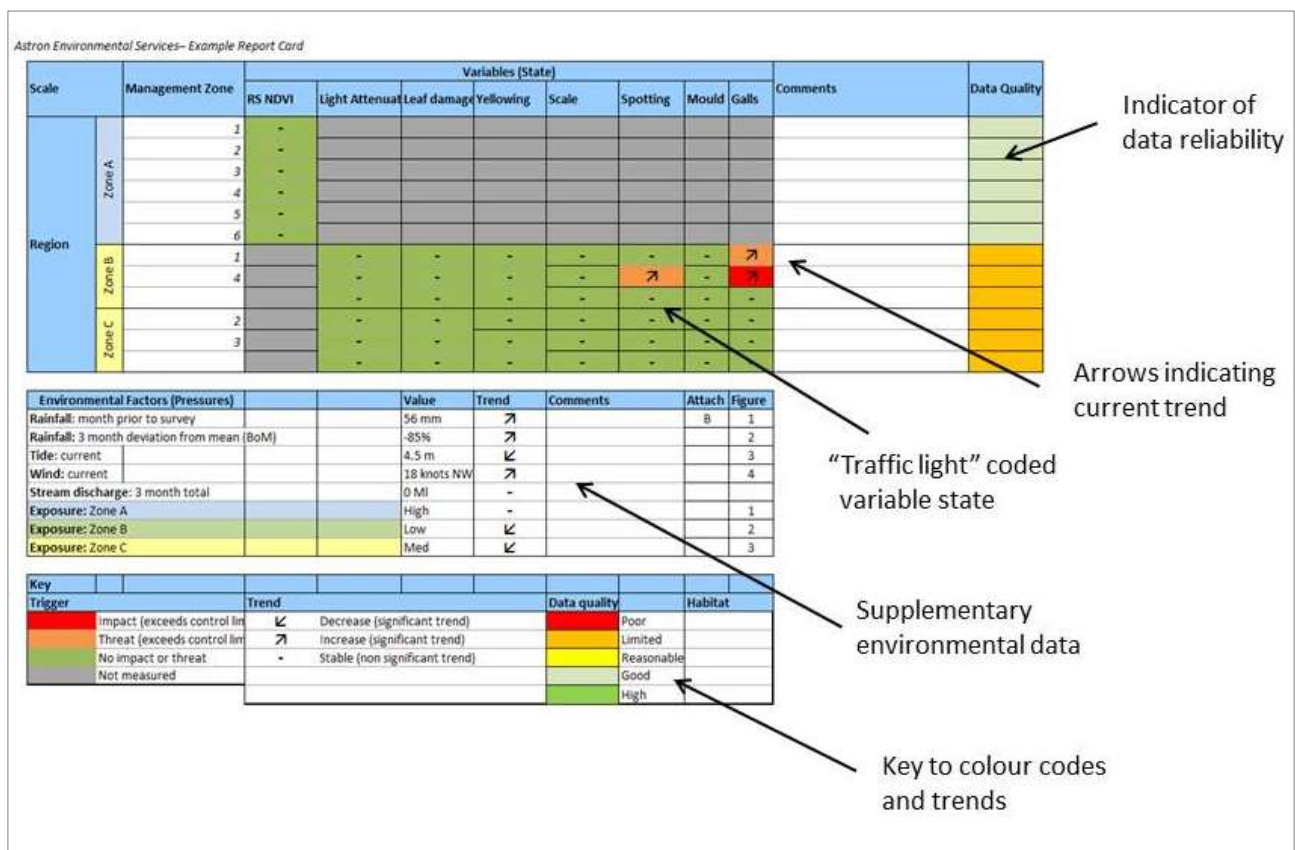 Astron Environmental Services– Example Report Card
Variables (State)
Scale Management Zone RS NDVI Light Attenuat Leaf damage Yellowing Scale Spotting Mould Galls Comments Data Quality
Region
Zone A
1 -
2 -
3 -
4 -
5 -
6 -
Zone B
1 - - - - - - ↗
4 - - - - ↗ - ↗
- - - - - - -
Zone C
2 - - - - - - -
3 - - - - - - -
- - - - - - -
Indicator of
data reliability
Arrows indicating
current trend
"Traffic light" coded
variable state
Supplementary
environmental data
Key to colour codes
and trends
Environmental Factors (Pressures) Value Trend Comments Attach Figure
Rainfall: month prior to survey 56 mm ↗ B 1
Rainfall: 3 month deviation from mean (BoM) -85% ↗ 2
Tide: current 4.5 m ↙ 3
Wind: current 18 knots NW ↗ 4
Stream discharge: 3 month total 0 Ml -
Exposure: Zone A High - 1
Exposure: Zone B Low ↙ 2
Exposure: Zone C Med ↙ 3
Key
Trigger Trend Data quality Habitat
Impact (exceeds control lim ↙ Decrease (significant trend) Poor
Threat (exceeds control lim ↗ Increase (significant trend) Limited
No impact or threat - Stable (non significant trend) Reasonable
Not measured Good
High